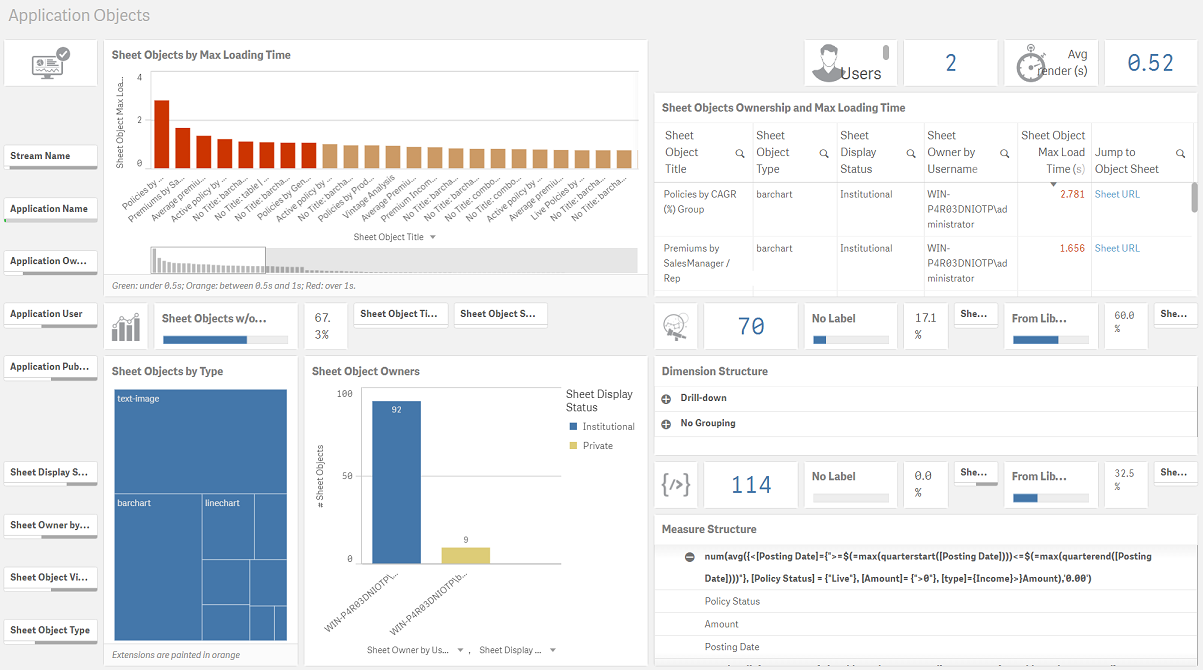 Application Objects
Stream Name
Application Name
Application Ow...
Application User
Application Pub...
Sheet Display S...
Sheet Owner by...
Sheet Object Vi...
Sheet Object Type
Sheet Objects by Max Loading Time
Sheet Object Max Loa...
4
2
0
Policies by ...
Premiums by Sa...
Average premiu...
Active policy by ...
No Title: barcha...
No Title: table |...
No Title: barcha...
Policies by Gen...
Active policy by ...
No Title: barcha...
Policies by Prod...
Vintage Analysis
Average Premiu...
Premium Incom...
No Title: barcha...
No Title: barcha...
No Title: combo...
No Title: combo...
Active policy by ...
Average premiu...
Live Policies by ...
No Title: barcha...
No Title: barcha...
Sheet Object Title
Green: under 0.5s; Orange: between 0.5s and 1s; Red: over 1s.
Users
2
Avg
render (s)
0.52
Sheet Objects Ownership and Max Loading Time
Sheet
Object
Title
Sheet
Object
Type
Sheet
Display
Status
Sheet
Owner by
Username
Sheet Object
Max Load
Time (s)
Jump to
Object Sheet
Policies by CAGR
(%) Group
barchart
Institutional
WIN-
P4R03DNIOTP\ad
ministrator
2.781
Sheet URL
Premiums by
SalesManager /
Rep
barchart
Institutional
WIN-
P4R03DNIOTP\ad
ministrator
1.656
Sheet URL
Sheet Objects w/o...
67.
3%
Sheet Object Ti...
Sheet Object S...
70
No Label
17.1
%
She...
From Lib...
60.0
%
She...
Sheet Objects by Type
text-image
barchart
linechart
Extensions are painted in orange
Sheet Object Owners
# Sheet Objects
100
50
0
92
9
WIN-P4R03DNIOTP\...
WIN-P4R03DNIOTP\b...
Sheet Owner by Us...
,
Sheet Display ...
Sheet Display
Status
Institutional
Private
Dimension Structure
Drill-down
No Grouping
114
No Label
0.0
%
She...
From Lib...
32.5
%
She...
Measure Structure
num(avg({<[Posting Date]={">=$(=max(quarterstart([Posting Date])))<=$(=max(quarterend([Posting
Date])))"}, [Policy Status] = {"Live"}, [Amount]= {">0"}, [type]={Income}>}Amount),'0.00')
Policy Status
Amount
Posting Date